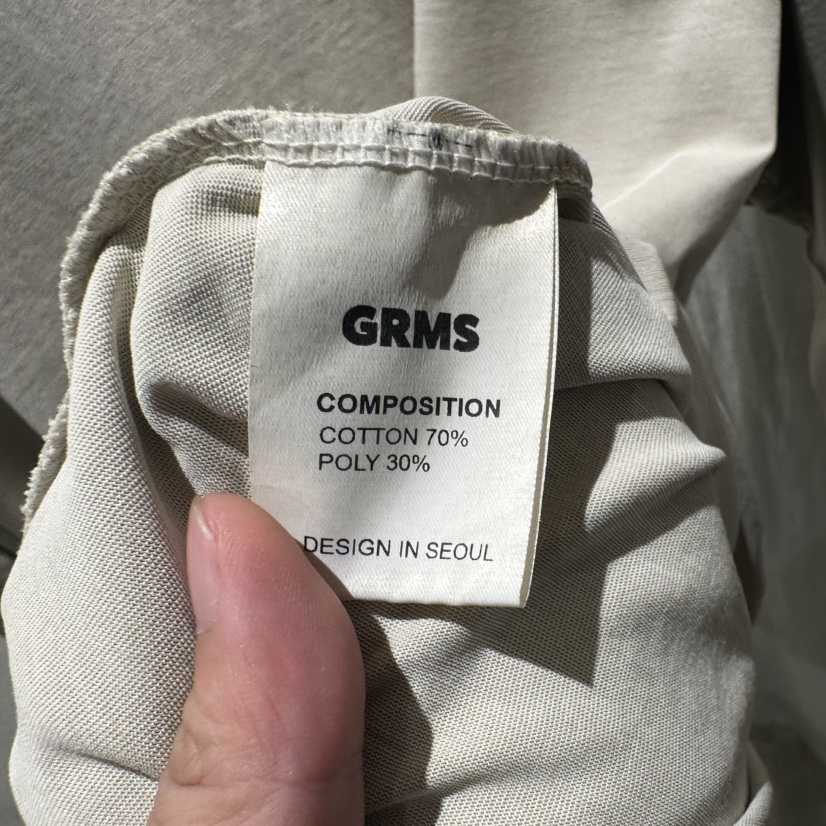 GRMS
COMPOSITION
COTTON 70%
POLY 30%
DESIGN IN SEOUL